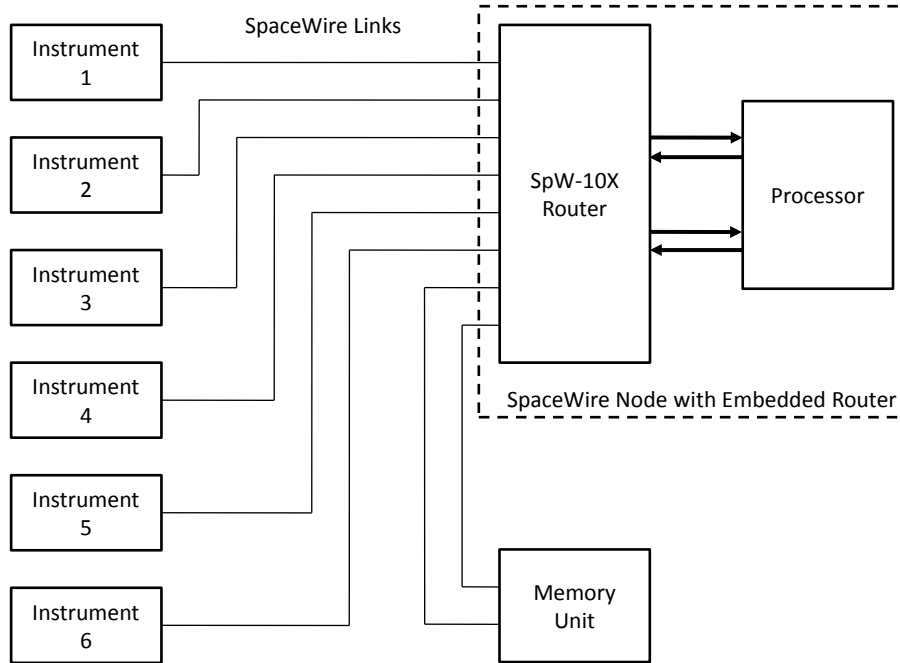 SpaceWire Links
Instrument
1
Instrument
2
Instrument
3
Instrument
4
Instrument
5
Instrument
6
SpW-10X
Router
Processor
SpaceWire Node with Embedded Router
Memory
Unit